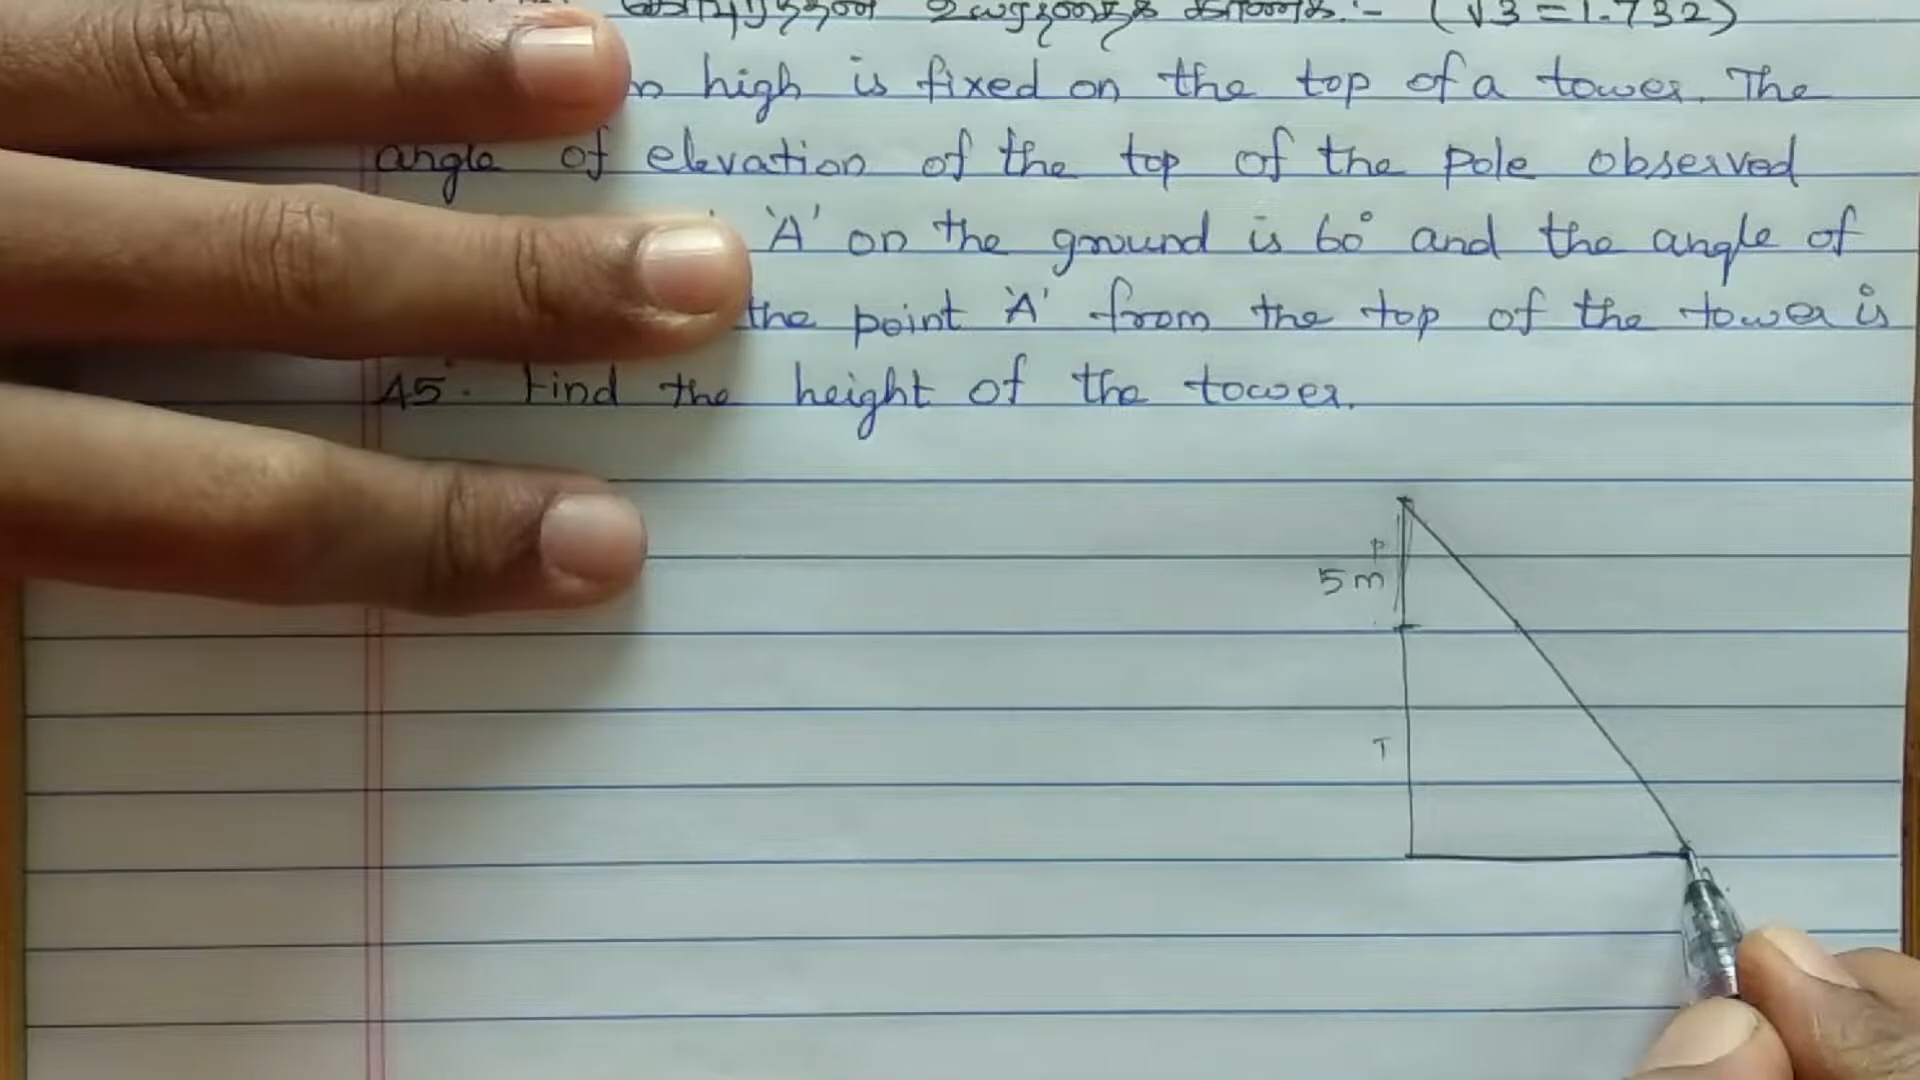 காண்க:- (√3=1.732)
high is fixed on the top of a tower. The
angle of elevation of the top of the pole observed
'A' on the ground is 60° and the angle of
the point 'A' from the top of the tower is
45°. Find the height of the tower.
P
5m
T